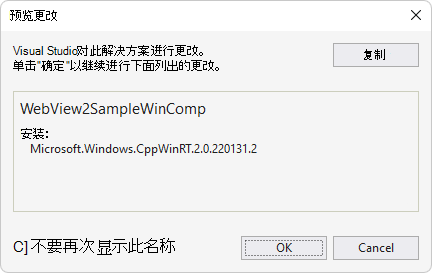 预览更改
Visual Studio对此解决方案进行更改。
单击"确定"以继续进行下面列出的更改。
复制
WebView2SampleWinComp
安装：
Microsoft.Windows.CppWinRT.2.0.220131.2
C] 不要再次显示此名称
OK
Cancel